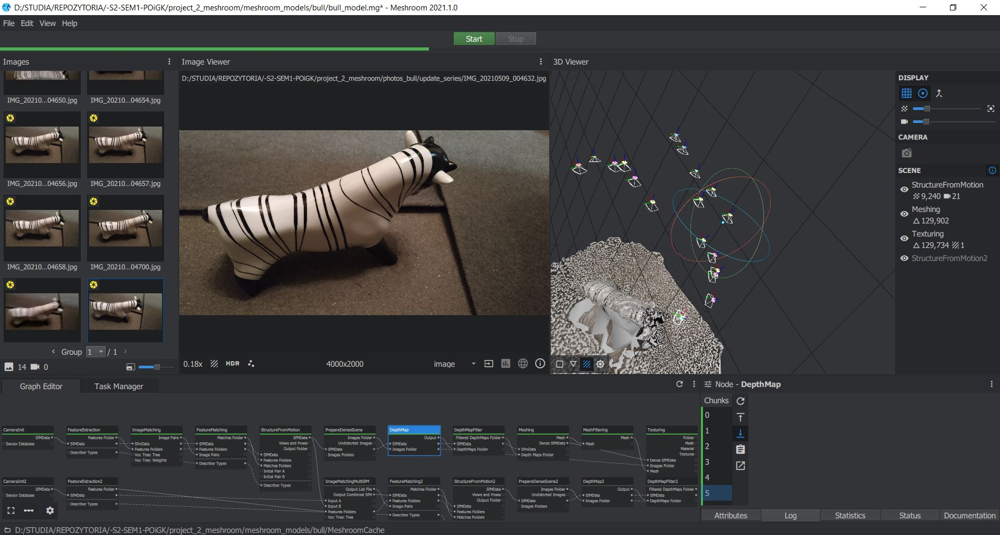 D:/STUDIA/REPOZYTORIA/-S2-SEM1-POiGK/project_2_meshroom/meshroom_models/bull/bull_model.mg* - Meshroom 2021.1.0
File Edit View Help
Start Stop
Images
IMG_20210...04650.jpg IMG_20210...04654.jpg
IMG_20210...04656.jpg IMG_20210...04657.jpg
IMG_20210...04658.jpg IMG_20210...04700.jpg
Group 1 / 1
14 0
Image Viewer
D:/STUDIA/REPOZYTORIA/-S2-SEM1-POiGK/project_2_meshroom/photos_bull/update_series/IMG_20210509_004632.jpg
0.18x HDR 4000x2000 image
3D Viewer
DISPLAY
CAMERA
SCENE
StructureFromMotion
9,240 21
Meshing
129,902
Texturing
129,734 1
StructureFromMotion2
Graph Editor Task Manager
CameraInit
SfMData
Sensor Database
FeatureExtraction
Features Folder
SfMData
Describer Types
ImageMatching
Image Pairs
SfMData
Features Folders
Voc Tree: Tree
Voc Tree: Weights
FeatureMatching
Matches Folder
SfMData
Features Folders
Image Pairs
Describer Types
StructureFromMotion
SfMData
Views and Poses
Output Folder
SfMData
Features Folders
Matches Folders
Initial Pair A
Initial Pair B
Describer Types
PrepareDenseScene
Images Folder
Undistorted Images
SfMData
Images Folders
DepthMap
Output
SfMData
Images Folder
DepthMapFilter
Filtered DepthMaps Folder
SfMData
DepthMaps Folder
Meshing
Mesh
Dense SfMData
SfmData
Depth Maps Folder
MeshFiltering
Mesh
Mesh
Texturing
Folder
Mesh
Material
Textures
Dense SfMData
Images Folder
Mesh
CameraInit2
SfMData
Sensor Database
FeatureExtraction2
Features Folder
SfMData
Describer Types
ImageMatchingMultiSfM
Output List File
Output Combined SfM
Input A
Input B
Features Folders
Voc Tree: Tree
FeatureMatching2
Matches Folder
SfMData
Features Folders
Image Pairs
Describer Types
StructureFromMotion2
SfMData
Views and Poses
Output Folder
SfMData
Features Folders
Matches Folders
PrepareDenseScene2
Images Folder
Undistorted Images
SfMData
Images Folders
DepthMap2
Output
SfMData
Images Folder
DepthMapFilter2
Filtered DepthMaps Folder
SfMData
DepthMaps Folder
Node - DepthMap
Chunks
0
1
2
3
4
5
Attributes Log Statistics Status Documentation
D:/STUDIA/REPOZYTORIA/-S2-SEM1-POiGK/project_2_meshroom/meshroom_models/bull/MeshroomCache